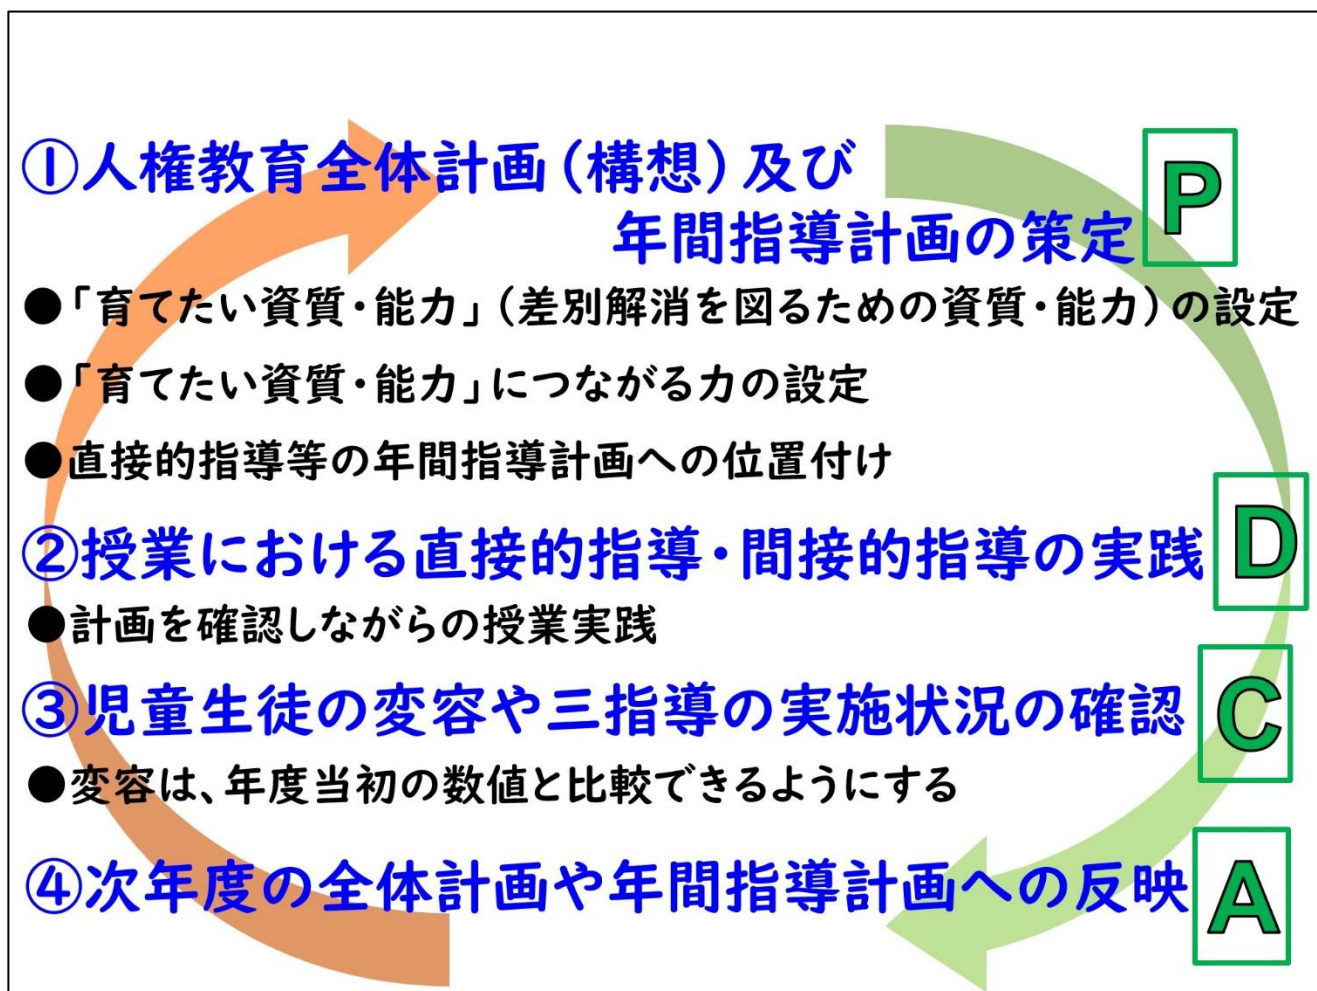 ①人権教育全体計画（構想）及び
年間指導計画の策定
P
●「育てたい資質・能力」（差別解消を図るための資質・能力）の設定
●「育てたい資質・能力」につながる力の設定
●直接的指導等の年間指導計画への位置付け
②授業における直接的指導・間接的指導の実践
D
●計画を確認しながらの授業実践
③児童生徒の変容や三指導の実施状況の確認
C
●変容は、年度当初の数値と比較できるようにする
④次年度の全体計画や年間指導計画への反映
A